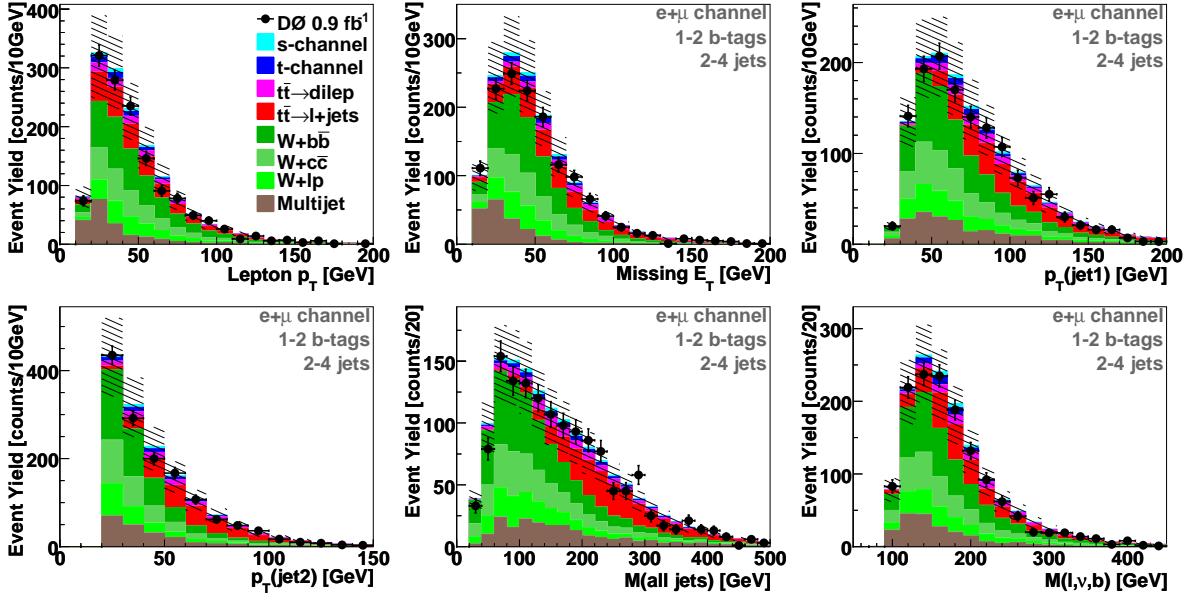 Event Yield [counts/10GeV]
400
300
200
100
0
0 50 100 150 200
Lepton p_T [GeV]
DØ 0.9 fb⁻¹
s-channel
t-channel
tt̄→dilep
tt̄→l+jets
W+bb̄
W+cc̄
W+lp
Multijet
Event Yield [counts/10GeV]
300
200
100
0
0 50 100 150 200
Missing E_T [GeV]
e+μ channel
1-2 b-tags
2-4 jets
Event Yield [counts/10GeV]
200
100
0
0 50 100 150 200
p_T(jet1) [GeV]
e+μ channel
1-2 b-tags
2-4 jets
Event Yield [counts/10GeV]
400
200
0
0 50 100 150
p_T(jet2) [GeV]
e+μ channel
1-2 b-tags
2-4 jets
Event Yield [counts/20]
150
100
50
0
0 100 200 300 400 500
M(all jets) [GeV]
e+μ channel
1-2 b-tags
2-4 jets
Event Yield [counts/20]
300
200
100
0
100 200 300 400
M(l,ν,b) [GeV]
e+μ channel
1-2 b-tags
2-4 jets